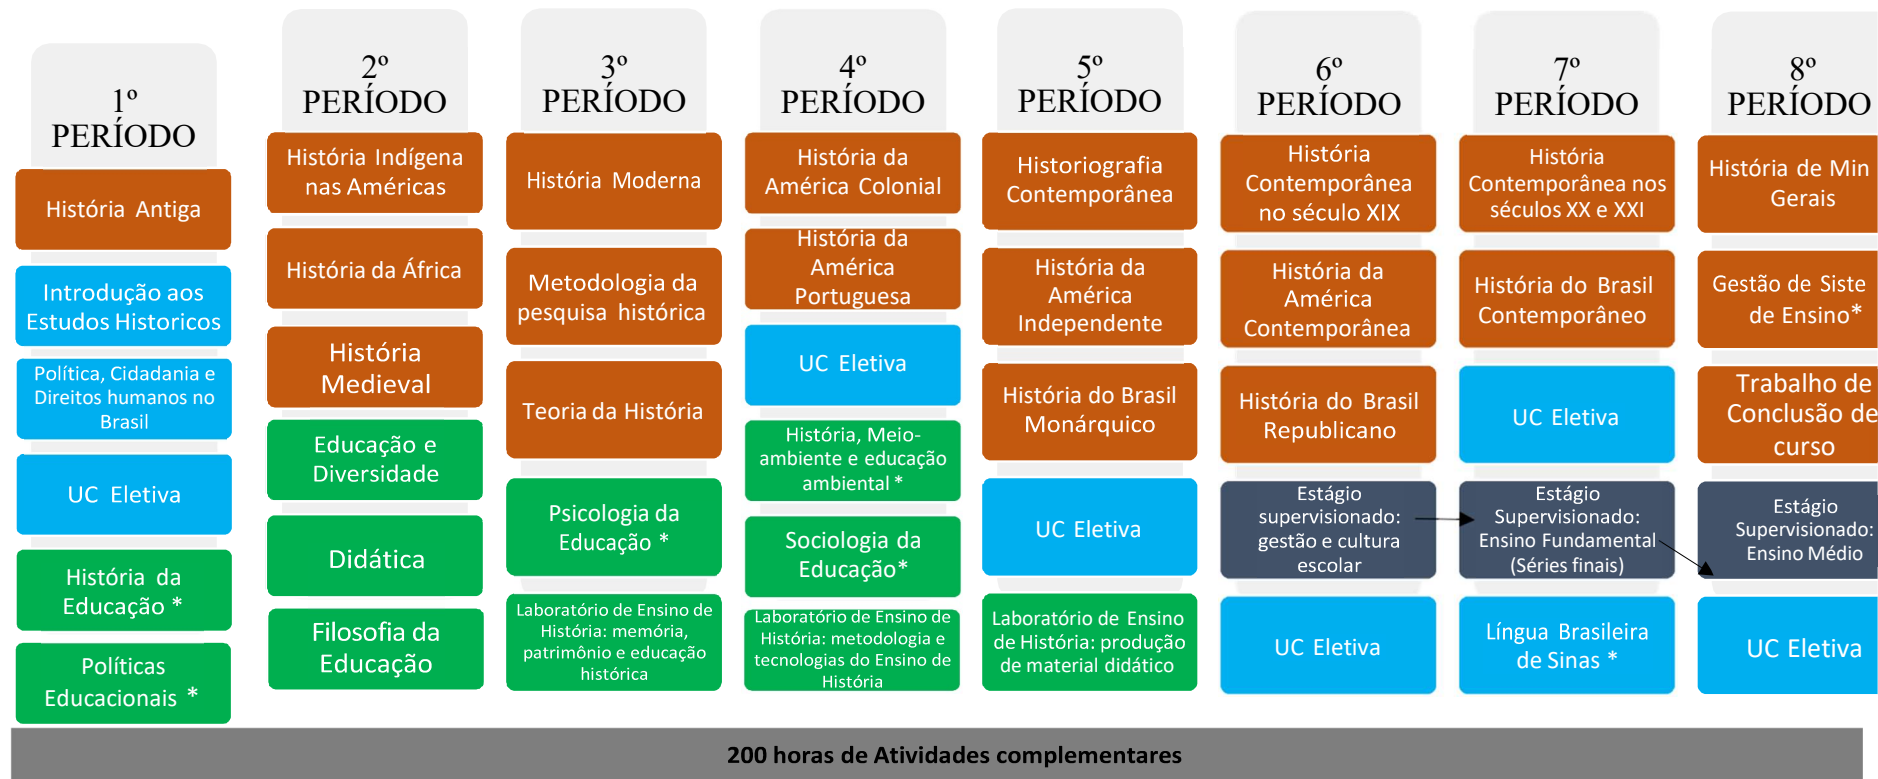 1º
PERÍODO
História Antiga
Introdução aos
Estudos Historicos
Política, Cidadania e
Direitos humanos no
Brasil
UC Eletiva
História da
Educação *
Políticas
Educacionais *
2º
PERÍODO
História Indígena
nas Américas
História da África
História
Medieval
Educação e
Diversidade
Didática
Filosofia da
Educação
3º
PERÍODO
História Moderna
Metodologia da
pesquisa histórica
Teoria da História
Psicologia da
Educação *
Laboratório de Ensino de
História: memória,
patrimônio e educação
histórica
4º
PERÍODO
História da
América Colonial
História da
América
Portuguesa
UC Eletiva
História, Meio-
ambiente e educação
ambiental *
Sociologia da
Educação*
Laboratório de Ensino de
História: metodologia e
tecnologias do Ensino de
História
5º
PERÍODO
Historiografia
Contemporânea
História da
América
Independente
História do Brasil
Monárquico
UC Eletiva
Laboratório de Ensino
de História: produção
de material didático
6º
PERÍODO
História
Contemporânea
no século XIX
História da
América
Contemporânea
História do Brasil
Republicano
Estágio
supervisionado:
gestão e cultura
escolar
UC Eletiva
7º
PERÍODO
História
Contemporânea nos
séculos XX e XXI
História do Brasil
Contemporâneo
UC Eletiva
Estágio
Supervisionado:
Ensino Fundamental
(Séries finais)
Língua Brasileira
de Sinas *
8º
PERÍODO
História de Min
Gerais
Gestão de Siste
de Ensino*
Trabalho de
Conclusão de
curso
Estágio
Supervisionado:
Ensino Médio
UC Eletiva
200 horas de Atividades complementares